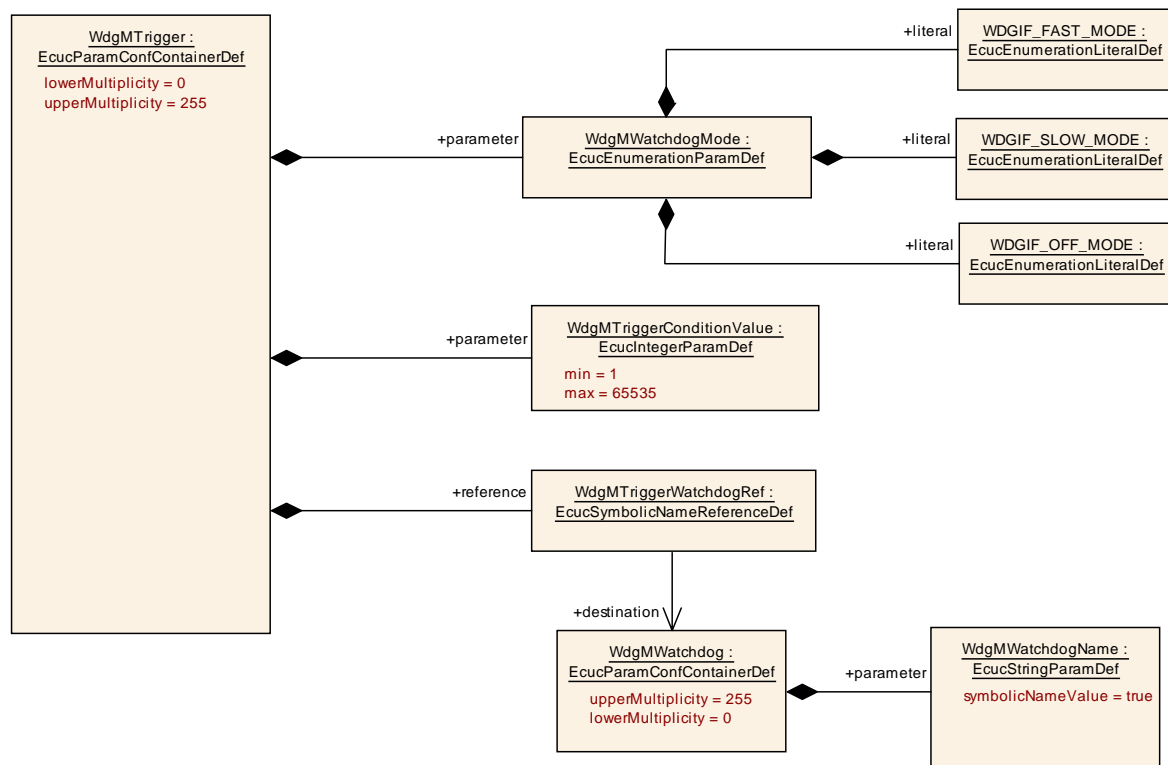 WdgMTrigger :
EcucParamConfContainerDef
lowerMultiplicity = 0
upperMultiplicity = 255
+parameter
WdgMWatchdogMode :
EcucEnumerationParamDef
+literal
WDGIF_FAST_MODE :
EcucEnumerationLiteralDef
+literal
WDGIF_SLOW_MODE :
EcucEnumerationLiteralDef
+literal
WDGIF_OFF_MODE :
EcucEnumerationLiteralDef
+parameter
WdgMTriggerConditionValue :
EcucIntegerParamDef
min = 1
max = 65535
+reference
WdgMTriggerWatchdogRef :
EcucSymbolicNameReferenceDef
+destination
WdgMWatchdog :
EcucParamConfContainerDef
upperMultiplicity = 255
lowerMultiplicity = 0
+parameter
WdgMWatchdogName :
EcucStringParamDef
symbolicNameValue = true